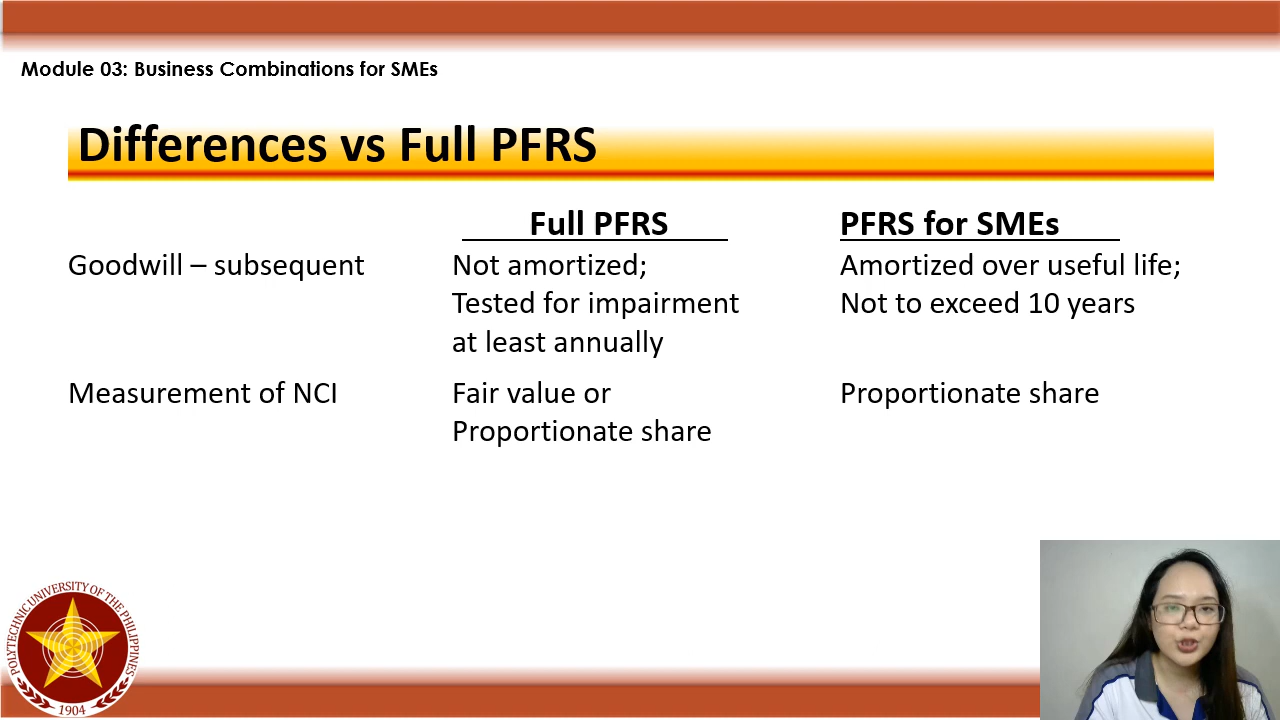 Module 03: Business Combinations for SMEs
Differences vs Full PFRS
Full PFRS
PFRS for SMEs
Goodwill – subsequent
Not amortized;
Tested for impairment
at least annually
Amortized over useful life;
Not to exceed 10 years
Measurement of NCI
Fair value or
Proportionate share
Proportionate share
POLYTECHNIC UNIVERSITY OF THE PHILIPPINES
1904